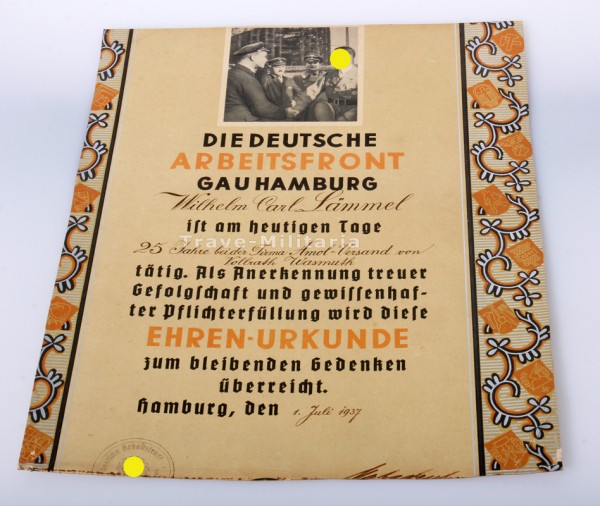 DIE DEUTSCHE
ARBEITSFRONT
GAU HAMBURG
Wilhelm Carl Lämmel
ist am heutigen Tage
Trave-Militaria
25 Jahre bei der Firma Amol-Versand von
Vollrath Wasmuth
tätig. Als Anerkennung treuer
Gefolgschaft und gewissenhaf-
ter Pflichterfüllung wird diese
EHREN-URKUNDE
zum bleibenden Gedenken
überreicht.
Hamburg, den 1. Juli 1937